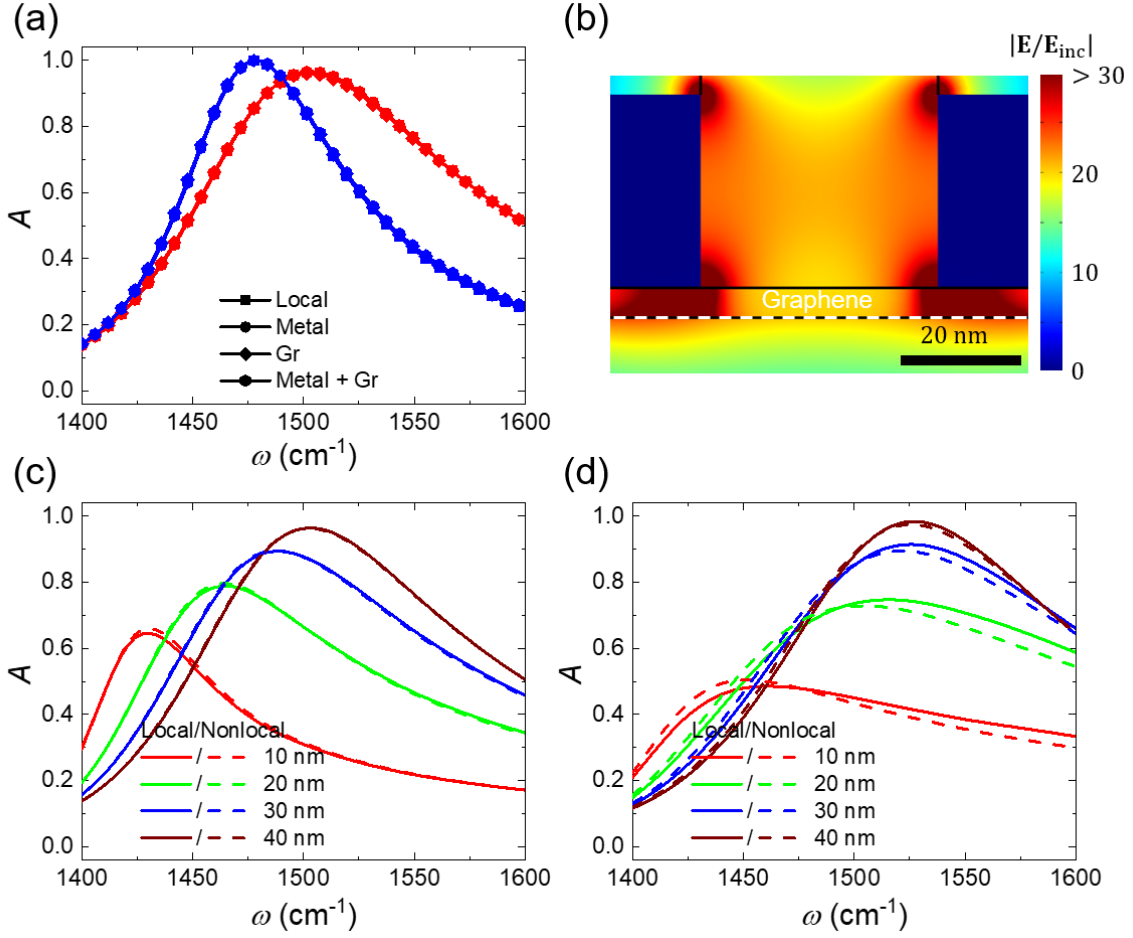 (a)
1.0
0.8
0.6
0.4
0.2
0.0
A
Local
Metal
Gr
Metal + Gr
1400
1450
1500
1550
1600
ω (cm⁻¹)
(b)
|E/E_inc|
> 30
20
10
0
Graphene
20 nm
(c)
1.0
0.8
0.6
0.4
0.2
0.0
A
Local/Nonlocal
/ 10 nm
/ 20 nm
/ 30 nm
/ 40 nm
1400
1450
1500
1550
1600
ω (cm⁻¹)
(d)
1.0
0.8
0.6
0.4
0.2
0.0
A
Local/Nonlocal
/ 10 nm
/ 20 nm
/ 30 nm
/ 40 nm
1400
1450
1500
1550
1600
ω (cm⁻¹)